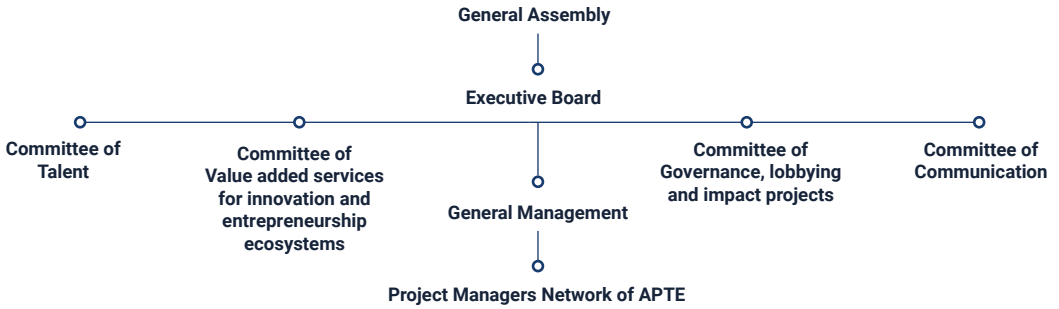 General Assembly
Executive Board
Committee of
Talent
Committee of
Value added services
for innovation and
entrepreneurship
ecosystems
General Management
Committee of
Governance, lobbying
and impact projects
Committee of
Communication
Project Managers Network of APTE